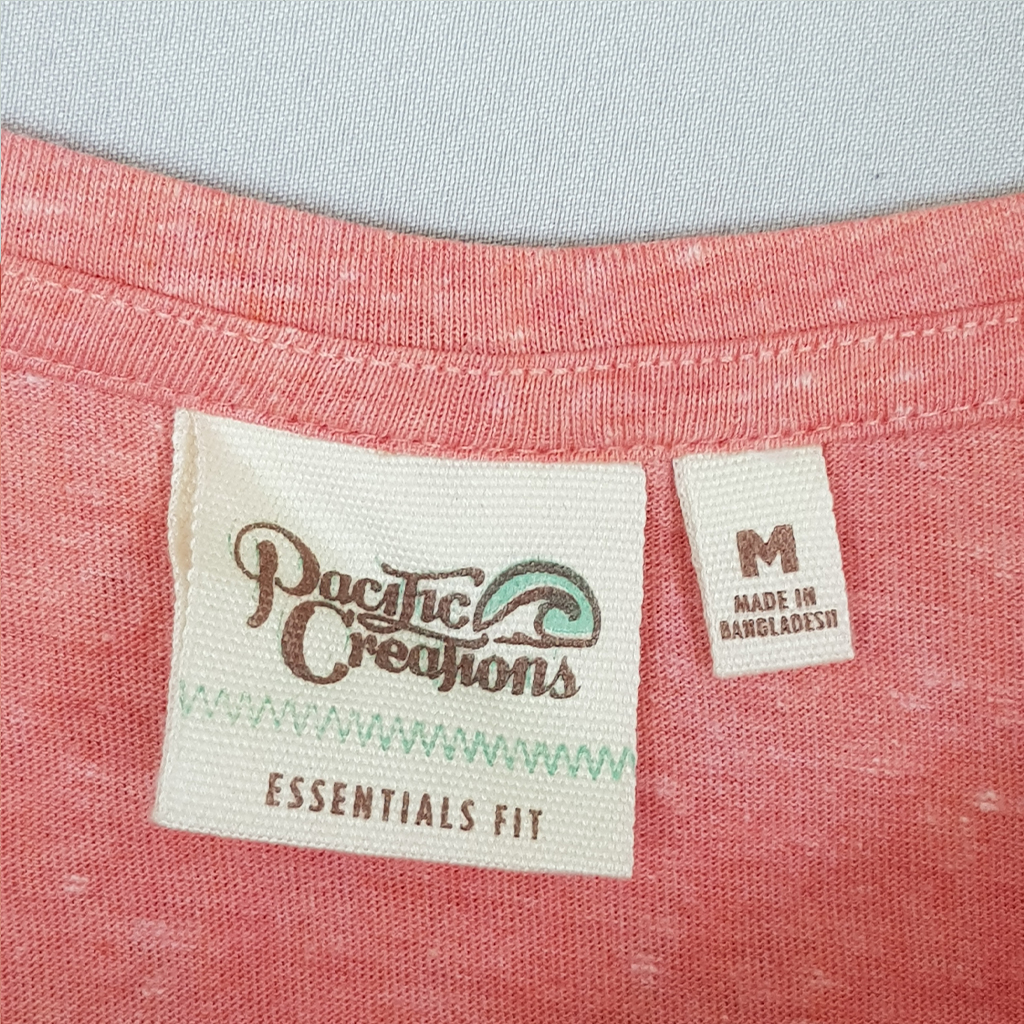 Pacific
Creations
ESSENTIALS FIT
M
MADE IN
BANGLADESH